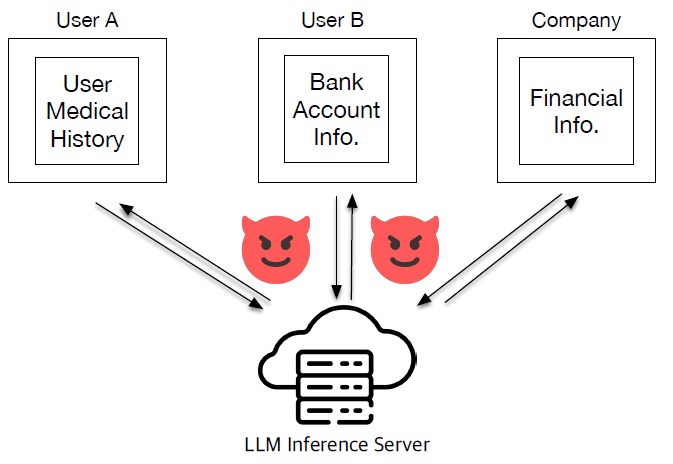 User A
User B
Company
User
Medical
History
Bank
Account
Info.
Financial
Info.
LLM Inference Server